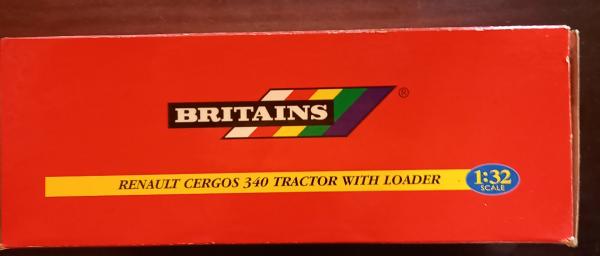 BRITAINS ®
RENAULT CERGOS 340 TRACTOR WITH LOADER
1:32
SCALE